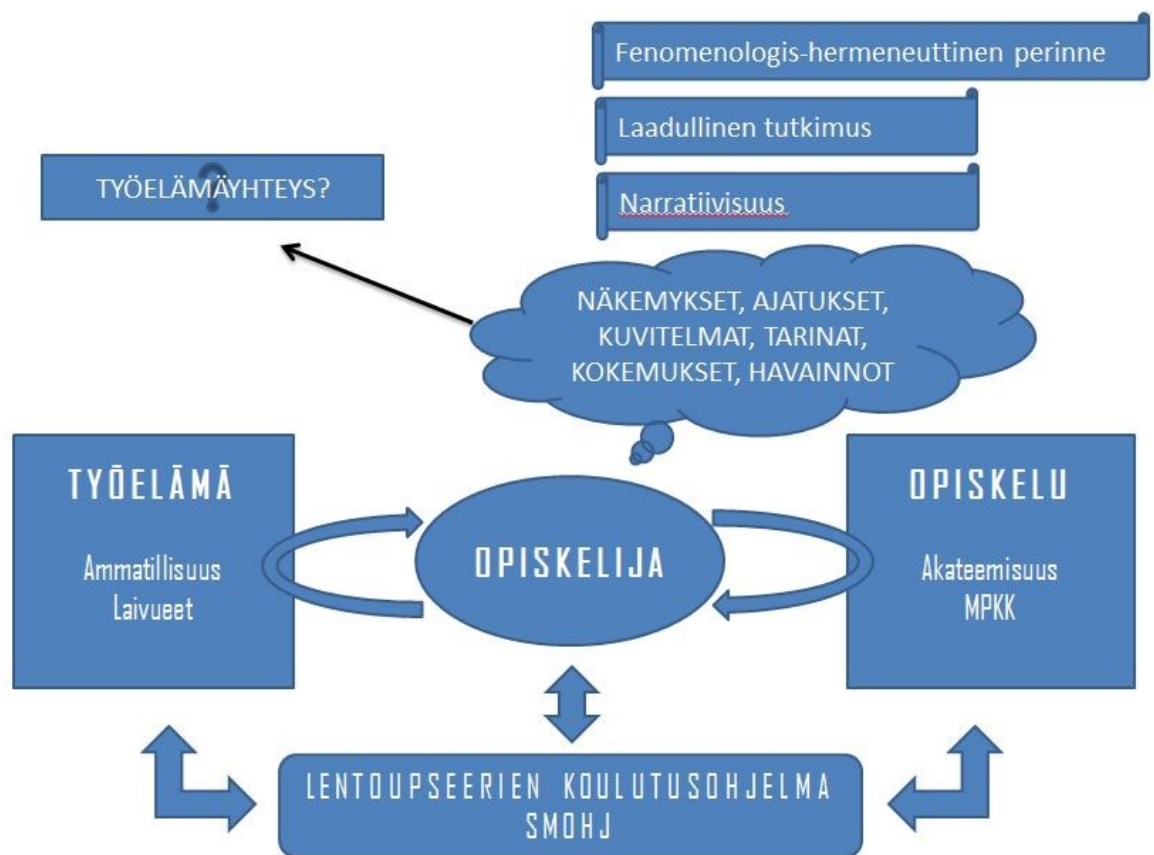 Fenomenologis-hermeneuttinen perinne
Laadullinen tutkimus
Narratiivisuus
TYÖELÄMÄYHTEYS?
?
NÄKEMYKSET, AJATUKSET,
KUVITELMAT, TARINAT,
KOKEMUKSET, HAVAINNOT
TYÖELÄMÄ
Ammatillisuus
Laivueet
OPISKELIJA
OPISKELU
Akateemisuus
MPKK
LENTOUPSEERIEN KOULUTUSOHJELMA
SMOHJ